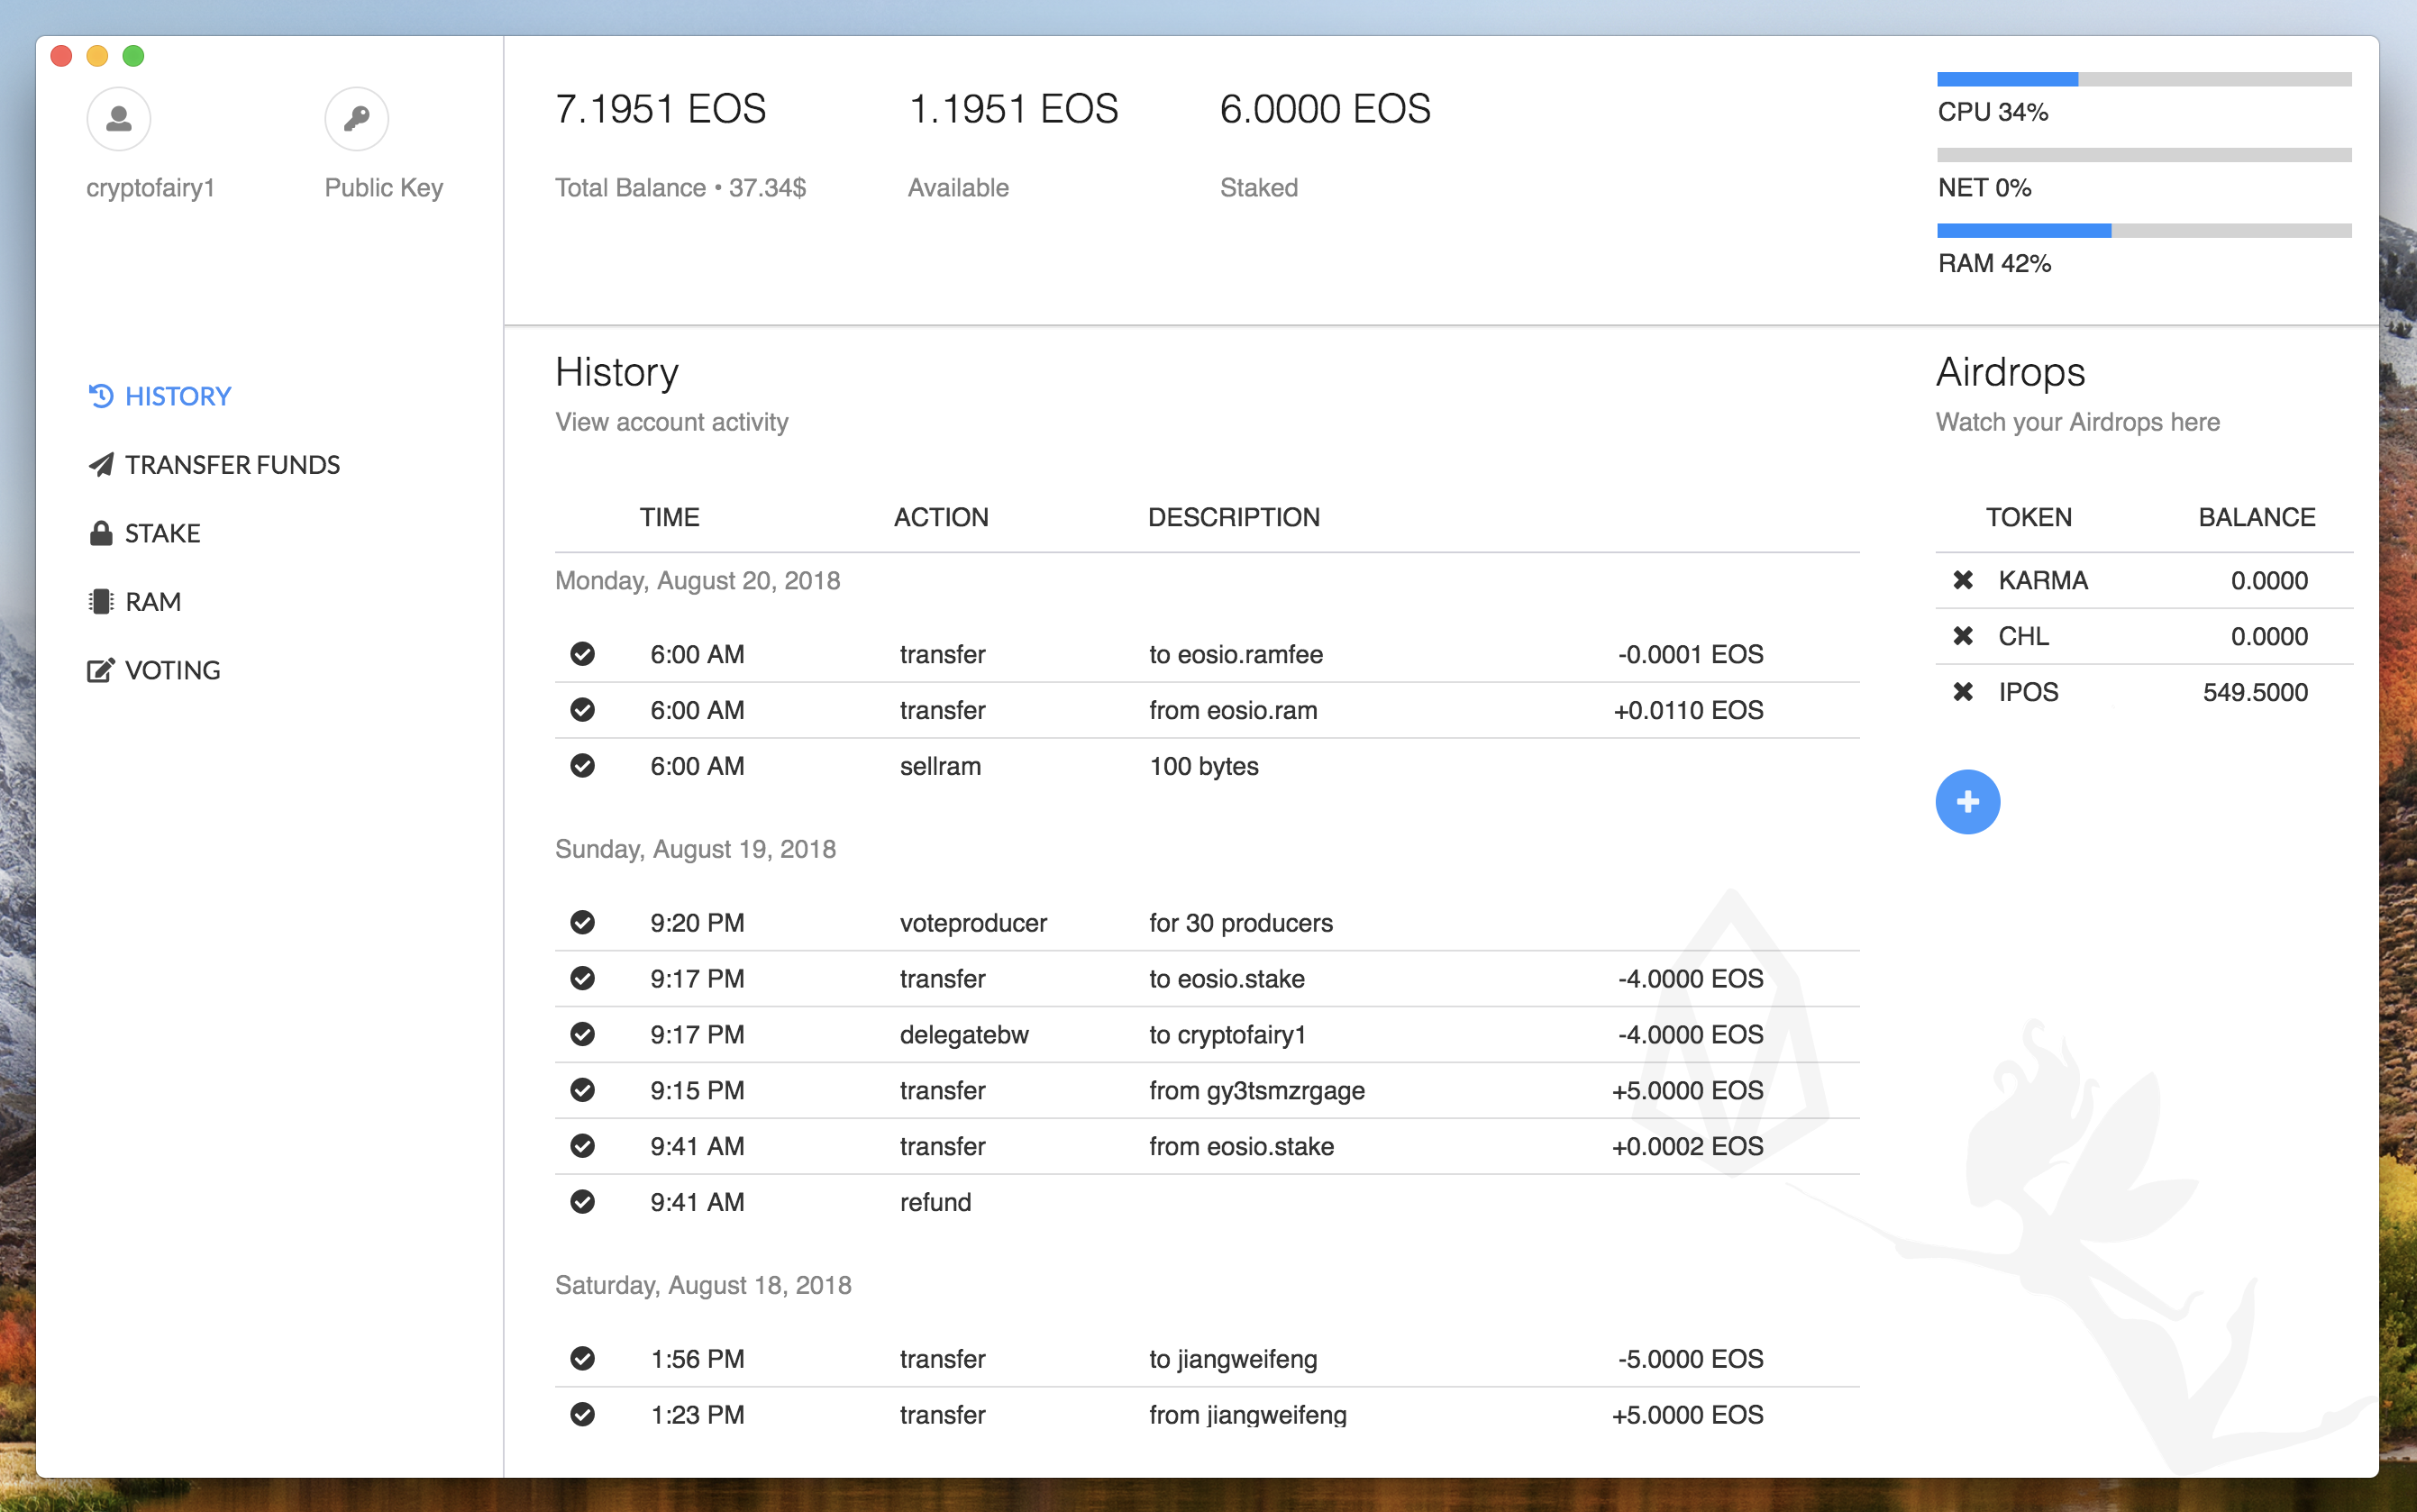 cryptofairy1
Public Key
HISTORY
TRANSFER FUNDS
STAKE
RAM
VOTING
7.1951 EOS 1.1951 EOS 6.0000 EOS
Total Balance • 37.34$ Available Staked
CPU 34%
NET 0%
RAM 42%
History
View account activity
TIME ACTION DESCRIPTION
Monday, August 20, 2018
6:00 AM transfer to eosio.ramfee -0.0001 EOS
6:00 AM transfer from eosio.ram +0.0110 EOS
6:00 AM sellram 100 bytes
Sunday, August 19, 2018
9:20 PM voteproducer for 30 producers
9:17 PM transfer to eosio.stake -4.0000 EOS
9:17 PM delegatebw to cryptofairy1 -4.0000 EOS
9:15 PM transfer from gy3tsmzrgage +5.0000 EOS
9:41 AM transfer from eosio.stake +0.0002 EOS
9:41 AM refund
Saturday, August 18, 2018
1:56 PM transfer to jiangweifeng -5.0000 EOS
1:23 PM transfer from jiangweifeng +5.0000 EOS
Airdrops
Watch your Airdrops here
TOKEN BALANCE
KARMA 0.0000
CHL 0.0000
IPOS 549.5000